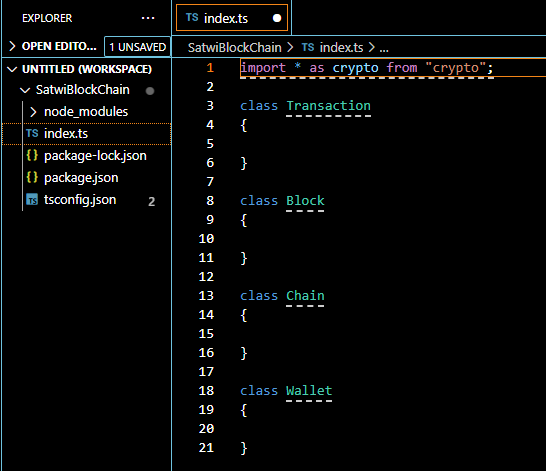 EXPLORER ...
OPEN EDITO... 1 UNSAVED
UNTITLED (WORKSPACE)
SatwiBlockChain
node_modules
TS index.ts
{} package-lock.json
{} package.json
TS tsconfig.json 2
TS index.ts
SatwiBlockChain > TS index.ts > ...
1 import * as crypto from "crypto";
2
3 class Transaction
4 {
5
6 }
7
8 class Block
9 {
10
11 }
12
13 class Chain
14 {
15
16 }
17
18 class Wallet
19 {
20
21 }